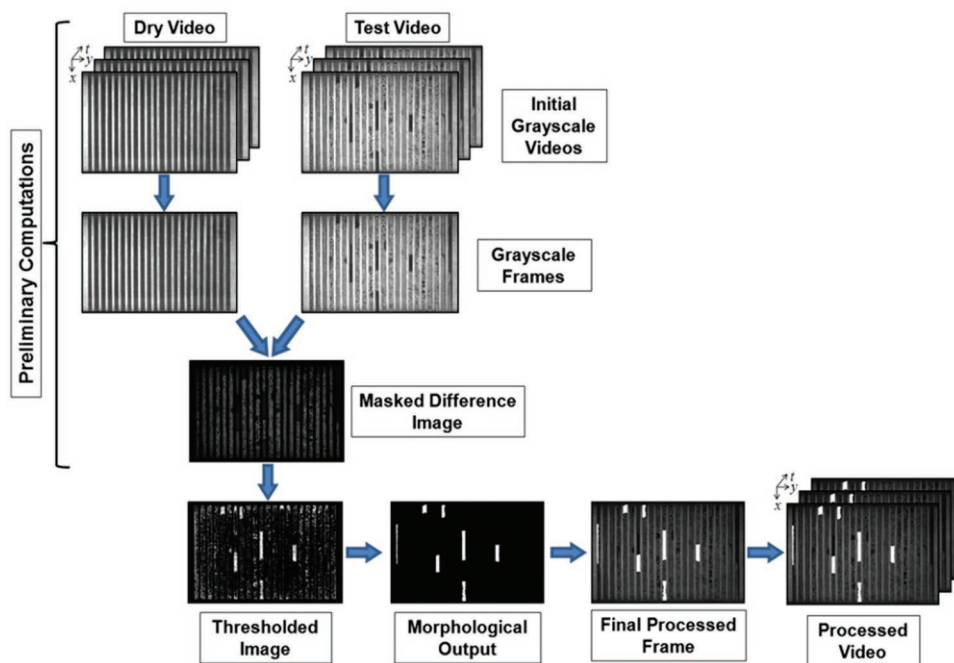 Dry Video
Test Video
t
y
x
t
y
x
Initial
Grayscale
Videos
Preliminary Computations
Grayscale
Frames
Masked Difference
Image
t
y
x
Thresholded
Image
Morphological
Output
Final Processed
Frame
Processed
Video